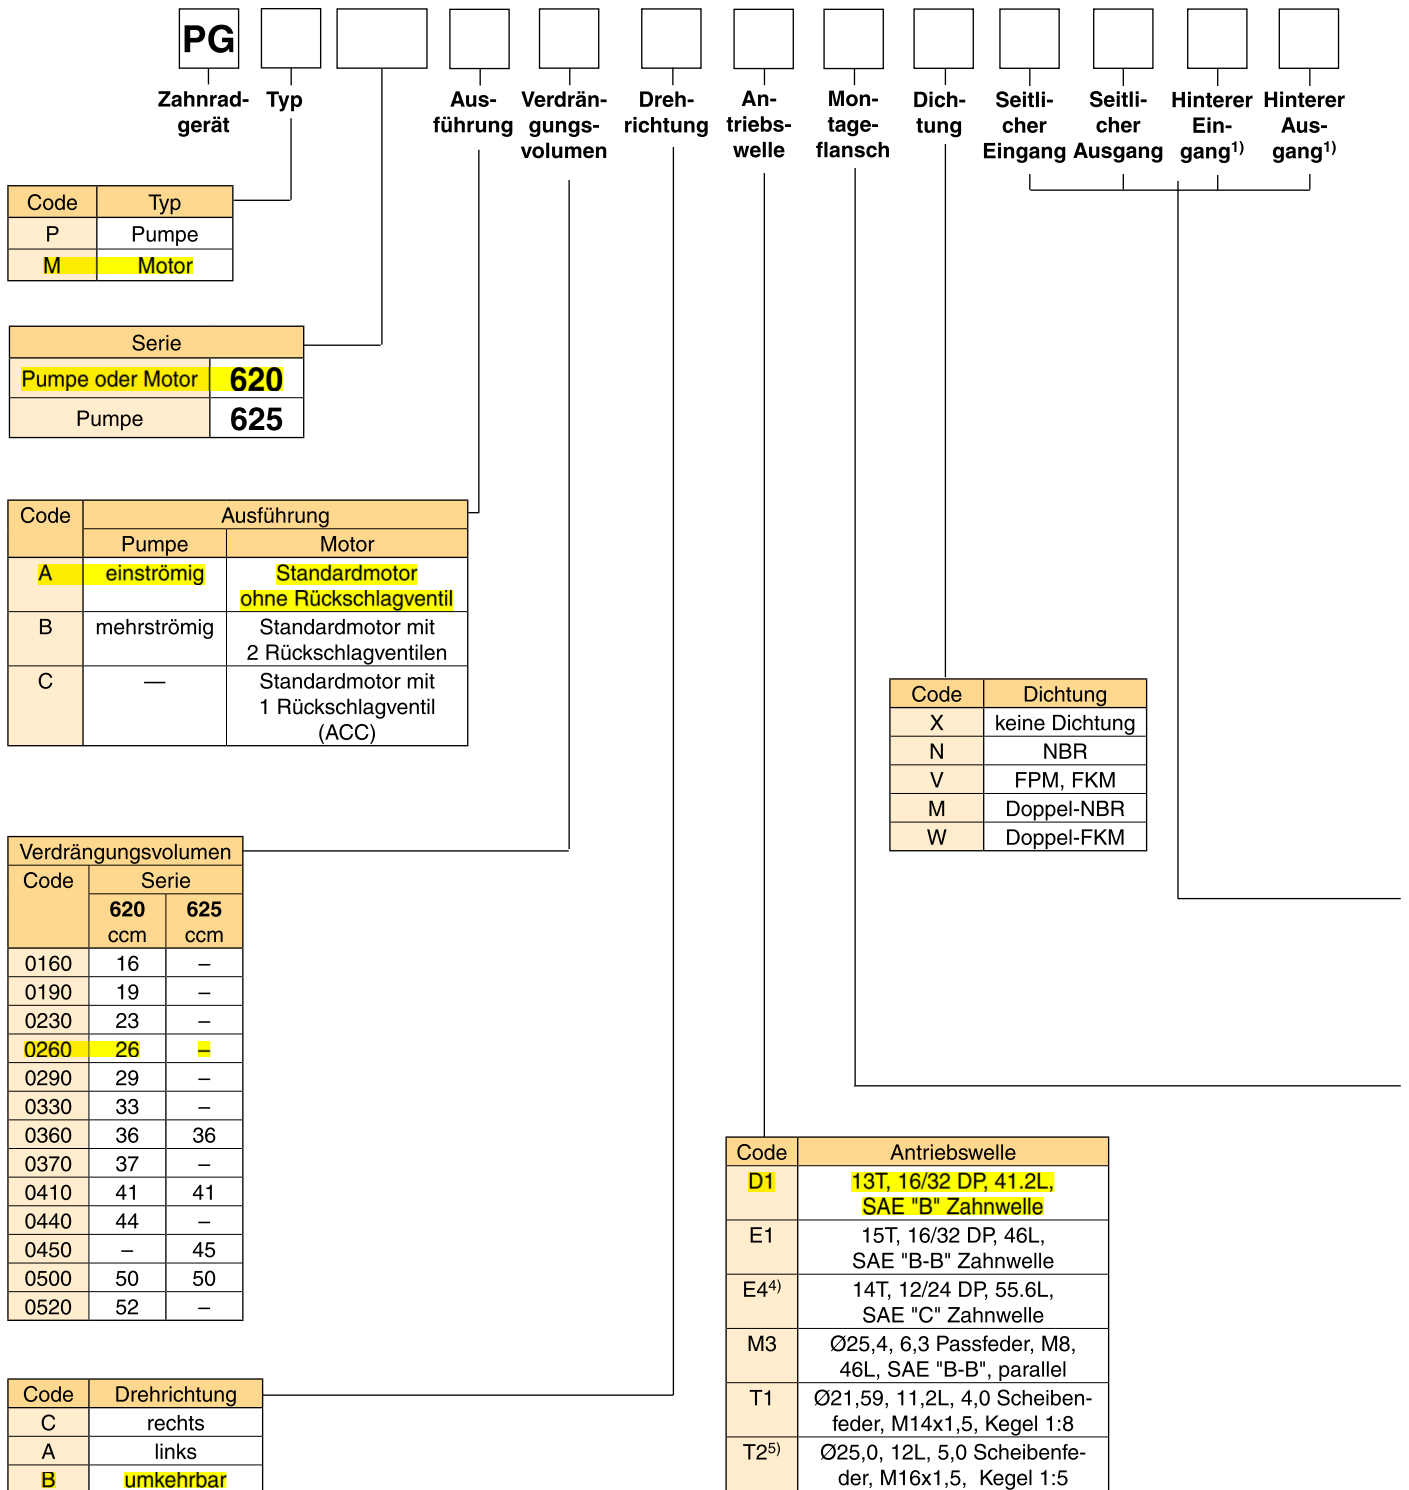 PG
Zahnrad-
gerät
Typ
Aus-
führung
Verdrän-
gungs-
volumen
Dreh-
richtung
An-
triebs-
welle
Mon-
tage-
flansch
Dich-
tung
Seitli-
cher
Eingang
Seitli-
cher
Ausgang
Hinterer
Ein-
gang1)
Hinterer
Aus-
gang1)
Code Typ
P Pumpe
M Motor
Serie
Pumpe oder Motor 620
Pumpe 625
Code Ausführung
Pumpe Motor
A einströmig Standardmotor
ohne Rückschlagventil
B mehrströmig Standardmotor mit
2 Rückschlagventilen
C — Standardmotor mit
1 Rückschlagventil
(ACC)
Code Dichtung
X keine Dichtung
N NBR
V FPM, FKM
M Doppel-NBR
W Doppel-FKM
Verdrängungsvolumen
Code Serie
620 625
ccm ccm
0160 16 –
0190 19 –
0230 23 –
0260 26 –
0290 29 –
0330 33 –
0360 36 36
0370 37 –
0410 41 41
0440 44 –
0450 – 45
0500 50 50
0520 52 –
Code Antriebswelle
D1 13T, 16/32 DP, 41.2L,
SAE "B" Zahnwelle
E1 15T, 16/32 DP, 46L,
SAE "B-B" Zahnwelle
E44) 14T, 12/24 DP, 55.6L,
SAE "C" Zahnwelle
M3 Ø25,4, 6,3 Passfeder, M8,
46L, SAE "B-B", parallel
T1 Ø21,59, 11,2L, 4,0 Scheiben-
feder, M14x1,5, Kegel 1:8
T25) Ø25,0, 12L, 5,0 Scheibenfe-
der, M16x1,5, Kegel 1:5
Code Drehrichtung
C rechts
A links
B umkehrbar